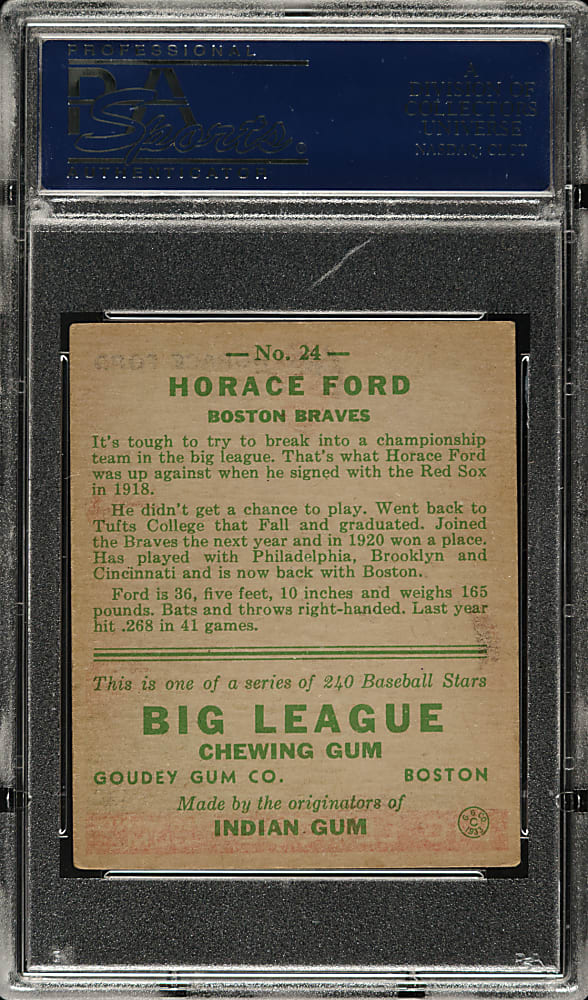 PROFESSIONAL
PSA
Sports
AUTHENTICATOR
A
DIVISION OF
COLLECTORS
UNIVERSE
NASDAQ: CLCT
— No. 24 —
HORACE FORD
BOSTON BRAVES
It's tough to try to break into a championship
team in the big league. That's what Horace Ford
was up against when he signed with the Red Sox
in 1918.
He didn't get a chance to play. Went back to
Tufts College that Fall and graduated. Joined
the Braves the next year and in 1920 won a place.
Has played with Philadelphia, Brooklyn and
Cincinnati and is now back with Boston.
Ford is 36, five feet, 10 inches and weighs 165
pounds. Bats and throws right-handed. Last year
hit .268 in 41 games.
This is one of a series of 240 Baseball Stars
BIG LEAGUE
CHEWING GUM
GOUDEY GUM CO. BOSTON
Made by the originators of
INDIAN GUM